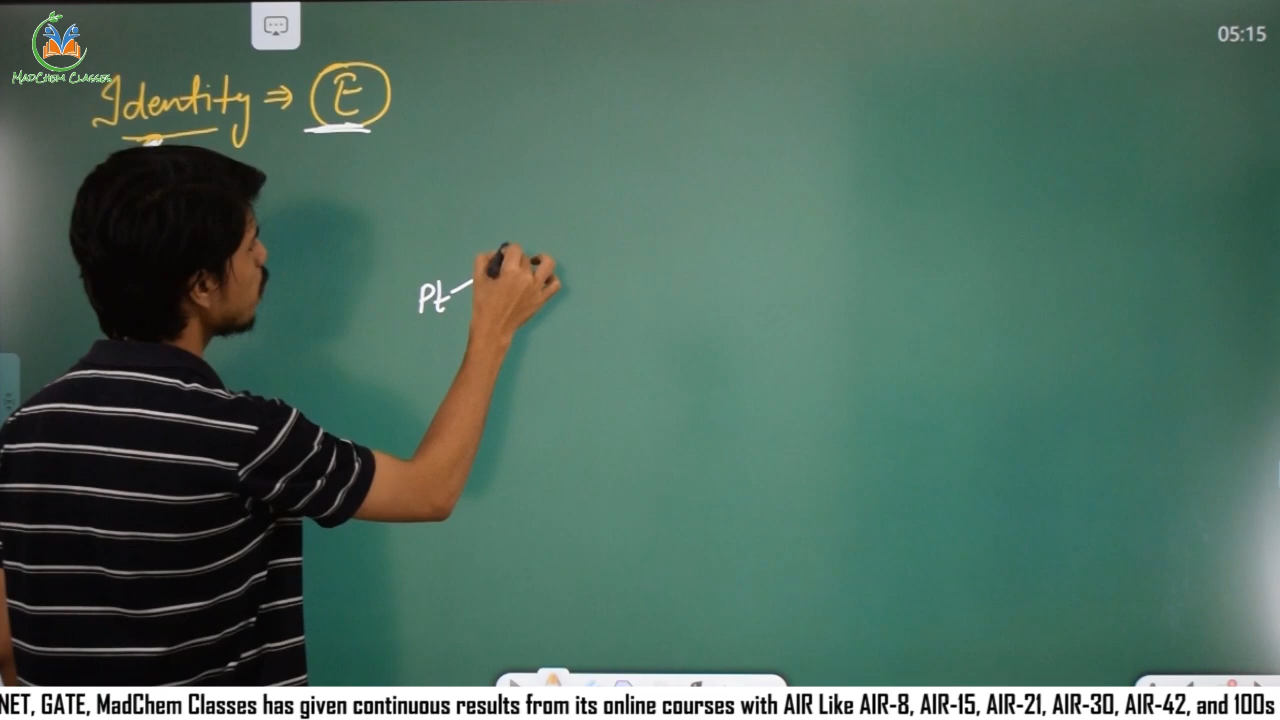 MADCHEM CLASSES
05:15
Identity ⇒ E
Pt
NET, GATE, MadChem Classes has given continuous results from its online courses with AIR Like AIR-8, AIR-15, AIR-21, AIR-30, AIR-42, and 100s